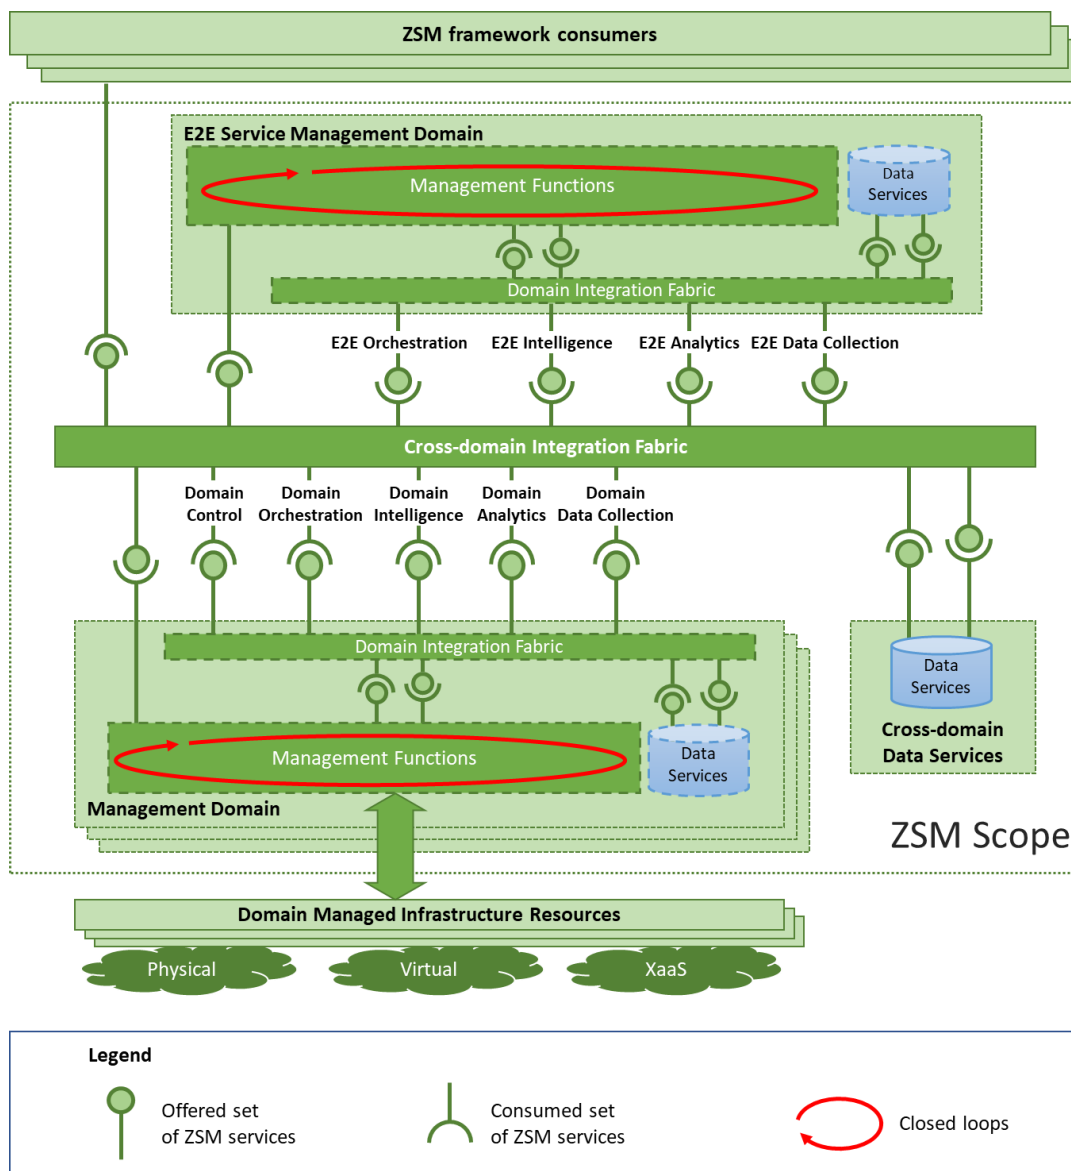 ZSM framework consumers
E2E Service Management Domain
Management Functions
Data
Services
Domain Integration Fabric
E2E Orchestration
E2E Intelligence
E2E Analytics
E2E Data Collection
Cross-domain Integration Fabric
Domain
Control
Domain
Orchestration
Domain
Intelligence
Domain
Analytics
Domain
Data Collection
Domain Integration Fabric
Management Functions
Data
Services
Management Domain
Data
Services
Cross-domain
Data Services
ZSM Scope
Domain Managed Infrastructure Resources
Physical
Virtual
XaaS
Legend
Offered set
of ZSM services
Consumed set
of ZSM services
Closed loops